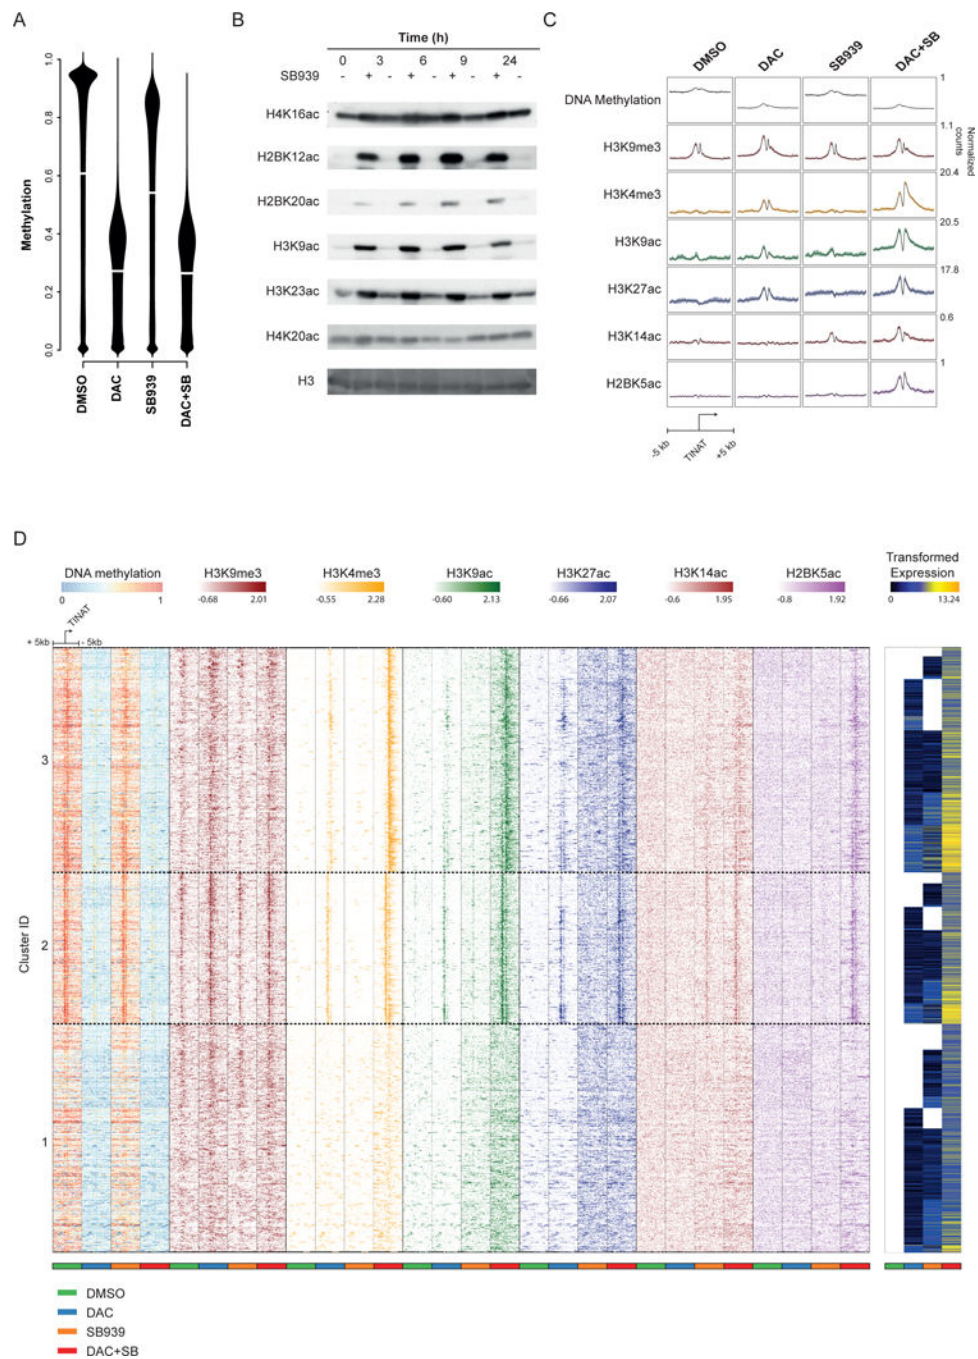 A
Methylation
1.0
0.8
0.6
0.4
0.2
0.0
DMSO
DAC
SB939
DAC+SB
B
Time (h)
0 3 6 9 24
SB939 - + - + - + - + -
H4K16ac
H2BK12ac
H2BK20ac
H3K9ac
H3K23ac
H4K20ac
H3
C
DMSO DAC SB939 DAC+SB
DNA Methylation
H3K9me3
H3K4me3
H3K9ac
H3K27ac
H3K14ac
H2BK5ac
1
1.1
20.4
20.5
17.8
0.6
1
Normalized
counts
-5 kb TINAT +5 kb
D
DNA methylation
0 1
H3K9me3
-0.68 2.01
H3K4me3
-0.55 2.28
H3K9ac
-0.60 2.13
H3K27ac
-0.66 2.07
H3K14ac
-0.6 1.95
H2BK5ac
-0.8 1.92
Transformed
Expression
0 13.24
TINAT
+ 5kb - 5kb
Cluster ID
3
2
1
DMSO
DAC
SB939
DAC+SB